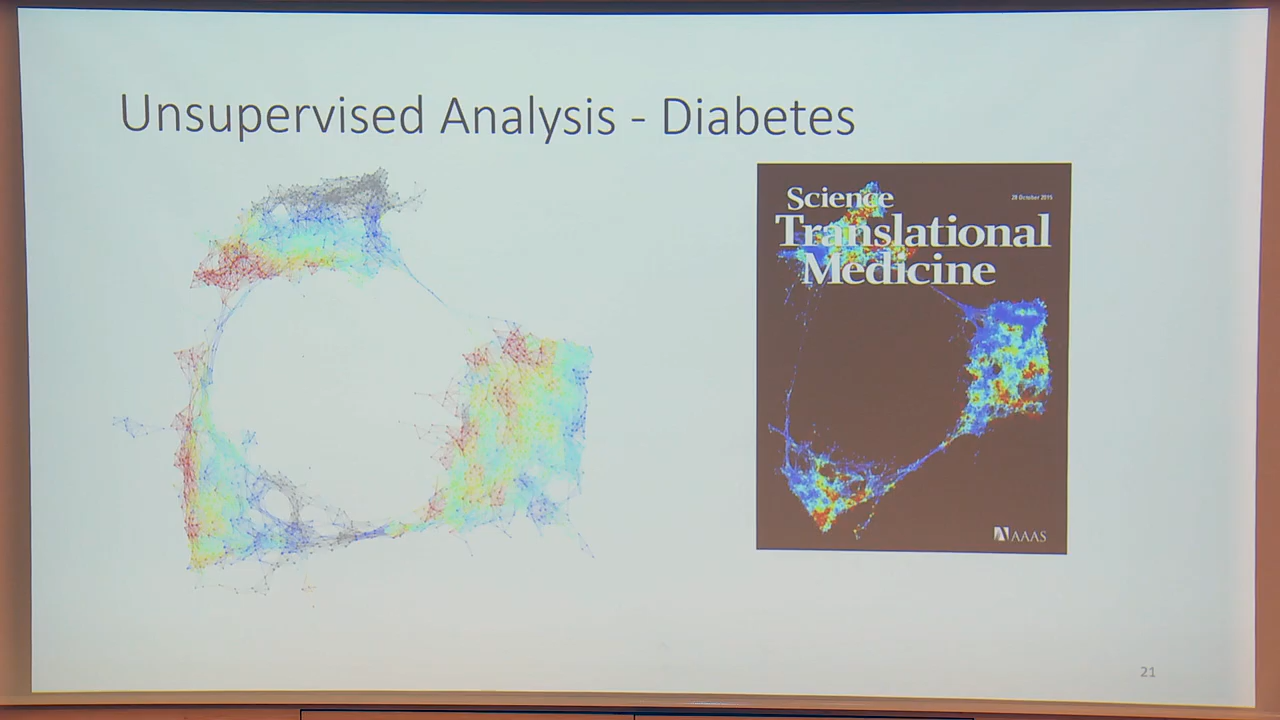 Unsupervised Analysis - Diabetes
Science
28 October 2015
Translational
Medicine
AAAS
21